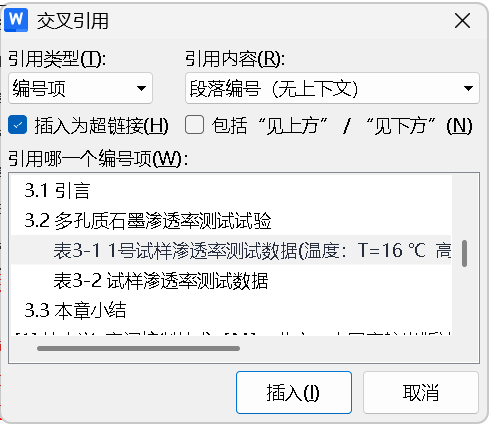 交叉引用
引用类型(T):
引用内容(R):
编号项
段落编号（无上下文）
插入为超链接(H)
包括“见上方” / “见下方”(N)
引用哪一个编号项(W):
3.1 引言
3.2 多孔质石墨渗透率测试试验
表3-1 1号试样渗透率测试数据(温度：T=16 ℃ 高
表3-2 试样渗透率测试数据
3.3 本章小结
插入(I)
取消